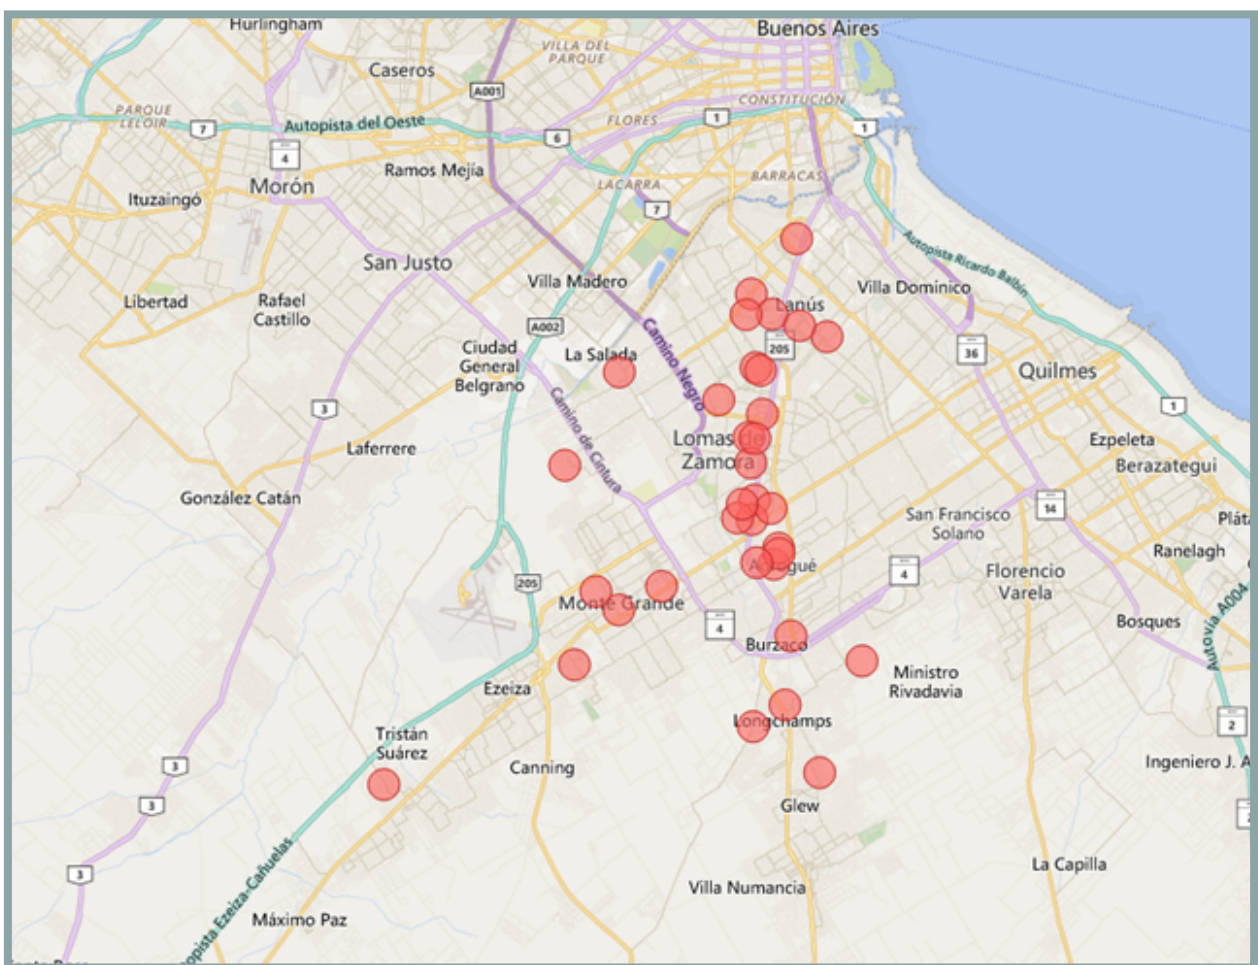 Hurlingham
Buenos Aires
VILLA DEL
PARQUE
Caseros
A001
CONSTITUCIÓN
PARQUE
LELOIR
7
Autopista del Oeste
6
FLORES
1
1
4
Ramos Mejía
Morón
LACARRA
BARRACAS
Ituzaingó
7
Autopista Ricardo Balbín
San Justo
Villa Madero
Villa Dominico
Libertad
Rafael
Castillo
Lanús
A002
Camino Negro
205
36
Ciudad
General
Belgrano
La Salada
Quilmes
3
1
Camino de Cintura
Lomas de
Zamora
Laferrere
Ezpeleta
Berazategui
González Catán
14
San Francisco
Solano
Ranelagh
205
Adrogué
4
Florencio
Varela
Monte Grande
4
Bosques
Autovía A004
Burzaco
Ezeiza
Ministro
Rivadavia
Longchamps
2
Tristán
Suárez
3
Canning
Ingeniero J. A
3
Glew
La Capilla
3
Villa Numancia
Máximo Paz
opista Ezeiza-Cañuelas